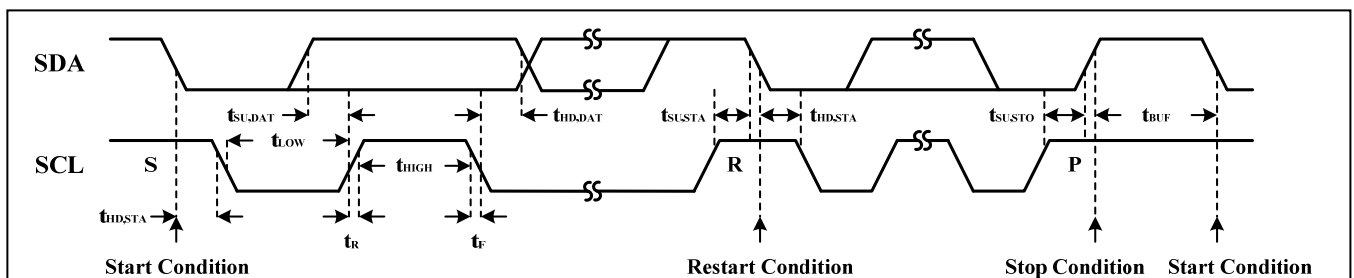 SDA
tSU,DAT tHD,DAT tSU,STA tHD,STA tSU,STO tBUF
tLOW
SCL S tHIGH R P
tHD,STA
tR tF
Start Condition Restart Condition Stop Condition Start Condition